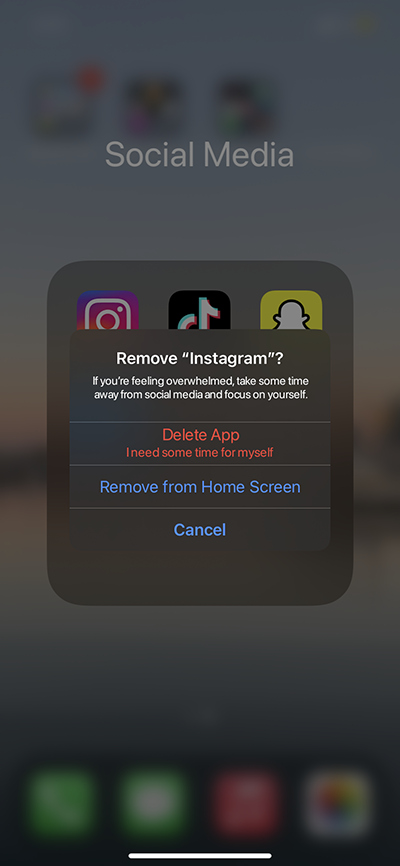 Social Media
Remove “Instagram”?
If you’re feeling overwhelmed, take some time
away from social media and focus on yourself.
Delete App
I need some time for myself
Remove from Home Screen
Cancel